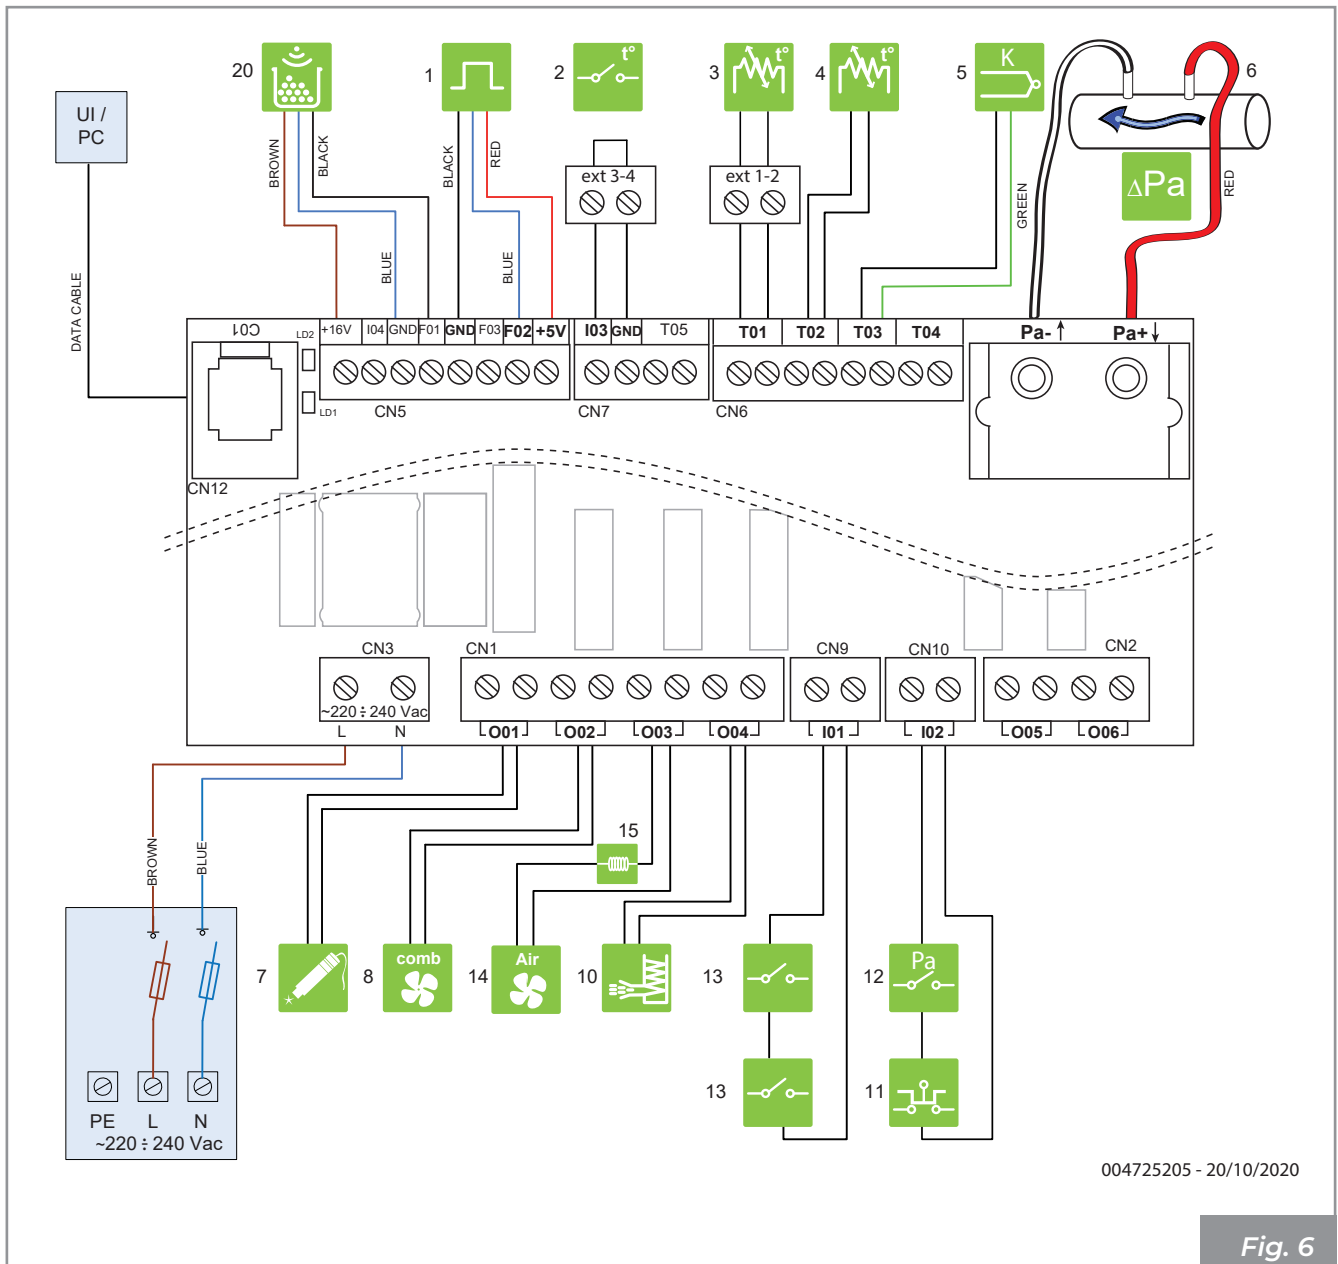 20
1
2
t°
3
t°
4
t°
5
K
6
UI /
PC
BROWN
BLACK
BLACK
RED
ext 3-4
ext 1-2
GREEN
ΔPa
RED
DATA CABLE
BLUE
BLUE
C01
LD2
+16V
I04
GND
F01
GND
F03
F02
+5V
I03
GND
T05
T01
T02
T03
T04
Pa- ↑
Pa+ ↓
LD1
CN5
CN7
CN6
CN12
CN3
CN1
CN9
CN10
CN2
~220 ÷ 240 Vac
L
N
O01
O02
O03
O04
I01
I02
O05
O06
BROWN
BLUE
15
7
8
comb
14
Air
10
13
12
Pa
13
11
PE
L
N
~220 ÷ 240 Vac
004725205 - 20/10/2020
Fig. 6